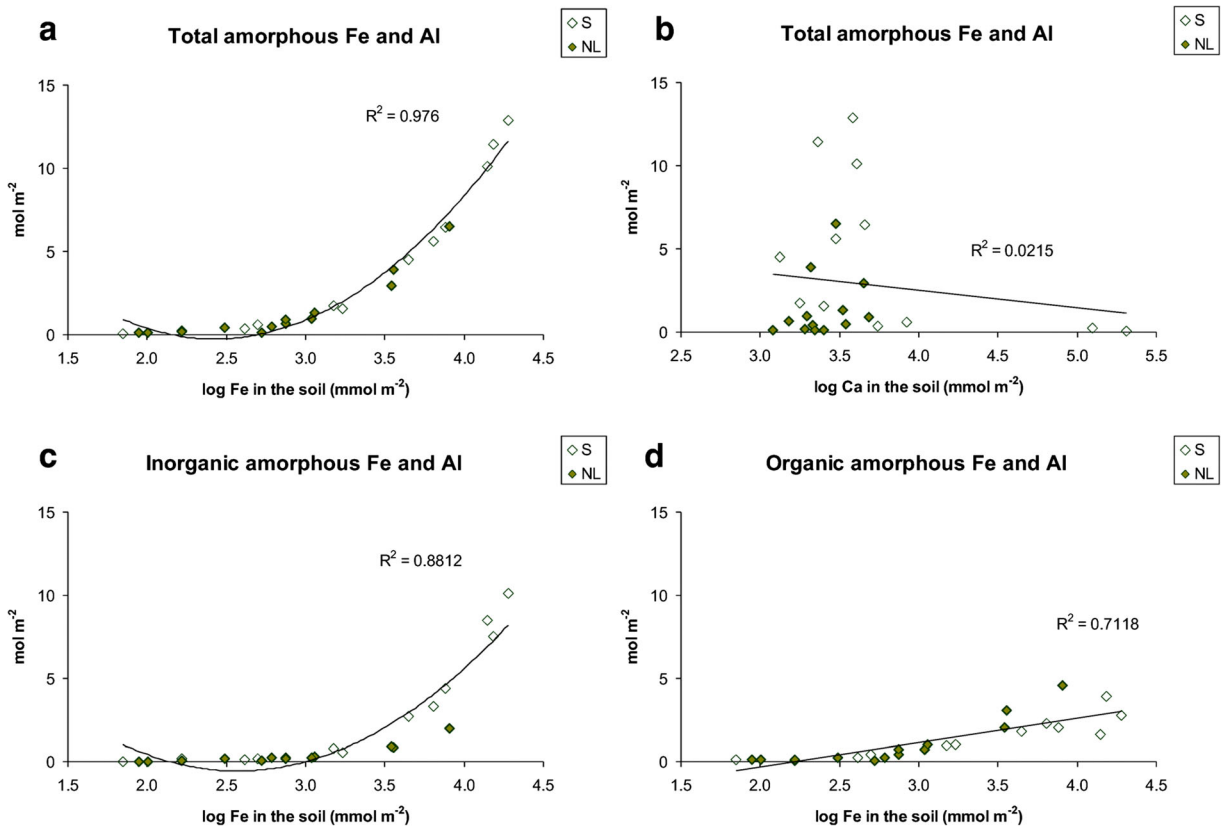 a
Total amorphous Fe and Al
S
NL
15
10
5
0
mol m⁻²
R² = 0.976
1.5 2.0 2.5 3.0 3.5 4.0 4.5
log Fe in the soil (mmol m⁻²)
b
Total amorphous Fe and Al
S
NL
15
10
5
0
mol m⁻²
R² = 0.0215
2.5 3.0 3.5 4.0 4.5 5.0 5.5
log Ca in the soil (mmol m⁻²)
c
Inorganic amorphous Fe and Al
S
NL
15
10
5
0
mol m⁻²
R² = 0.8812
1.5 2.0 2.5 3.0 3.5 4.0 4.5
log Fe in the soil (mmol m⁻²)
d
Organic amorphous Fe and Al
S
NL
15
10
5
0
mol m⁻²
R² = 0.7118
1.5 2.0 2.5 3.0 3.5 4.0 4.5
log Fe in the soil (mmol m⁻²)